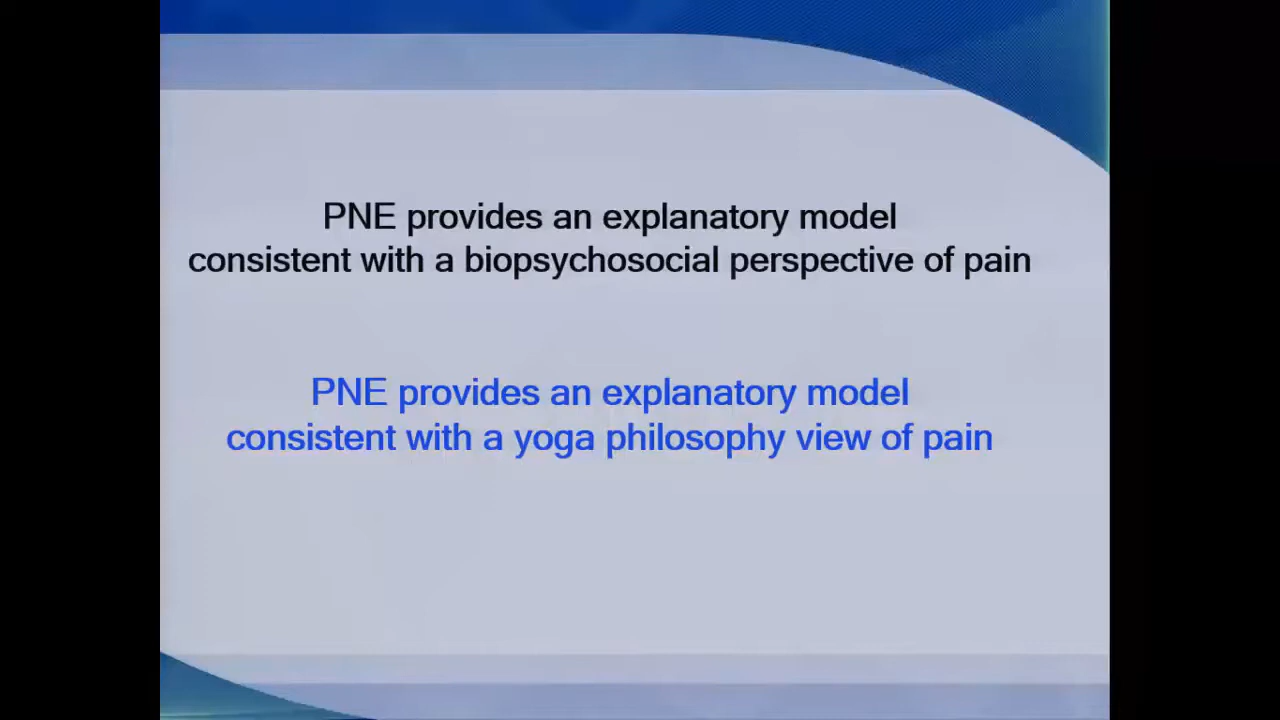 PNE provides an explanatory model
consistent with a biopsychosocial perspective of pain
PNE provides an explanatory model
consistent with a yoga philosophy view of pain